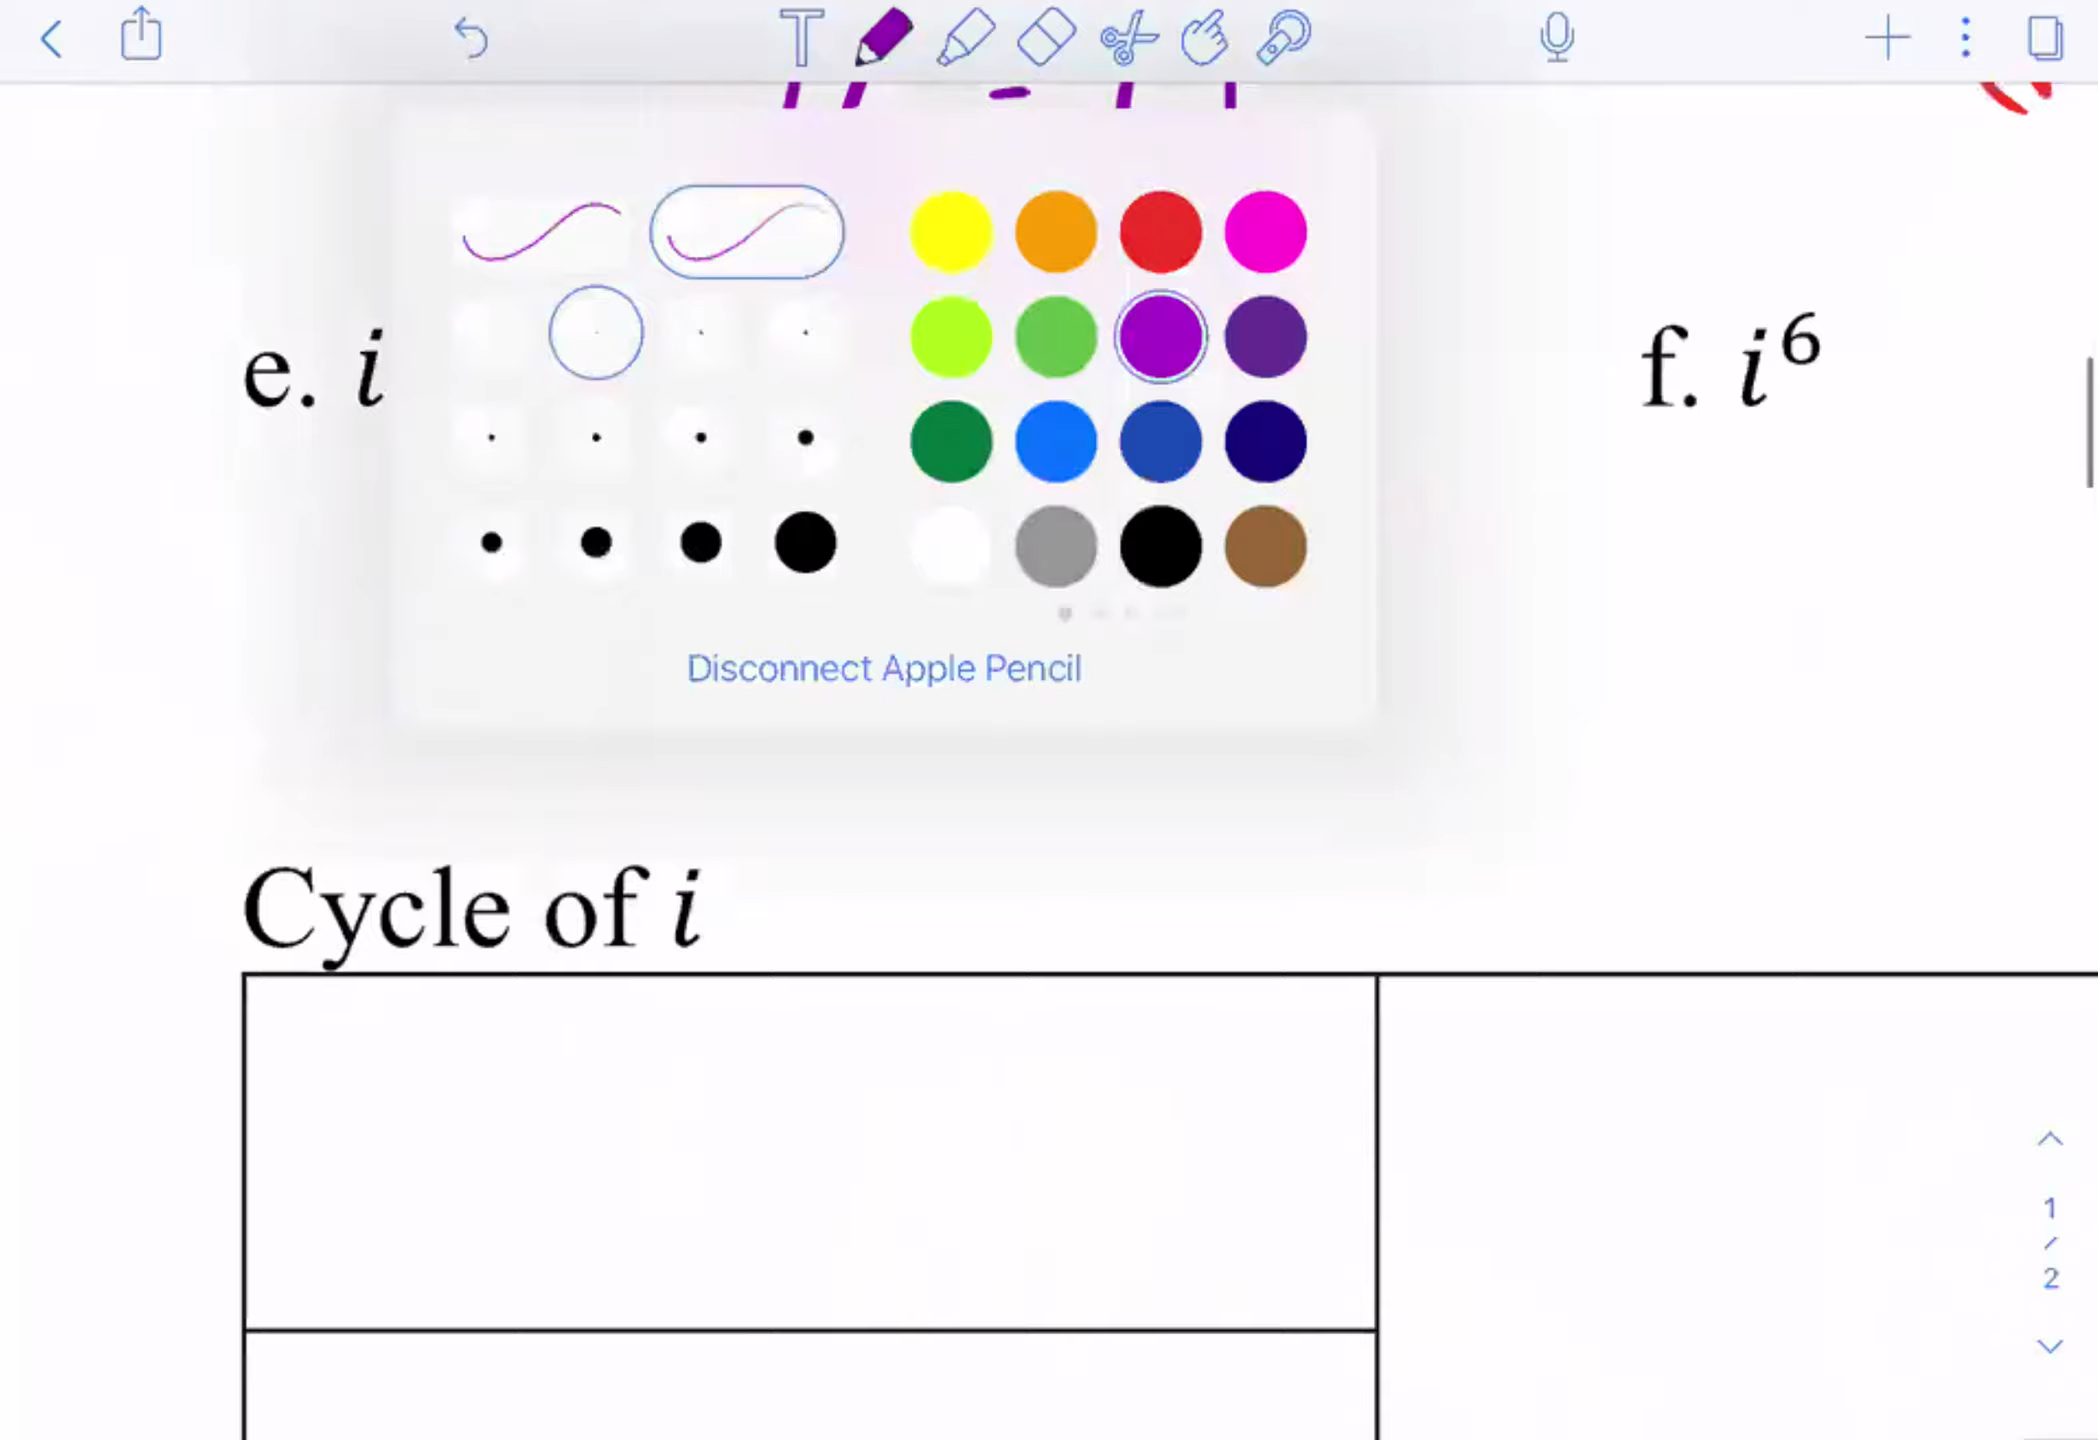 T
e. i
f. i⁶
Disconnect Apple Pencil
Cycle of i
1
/
2